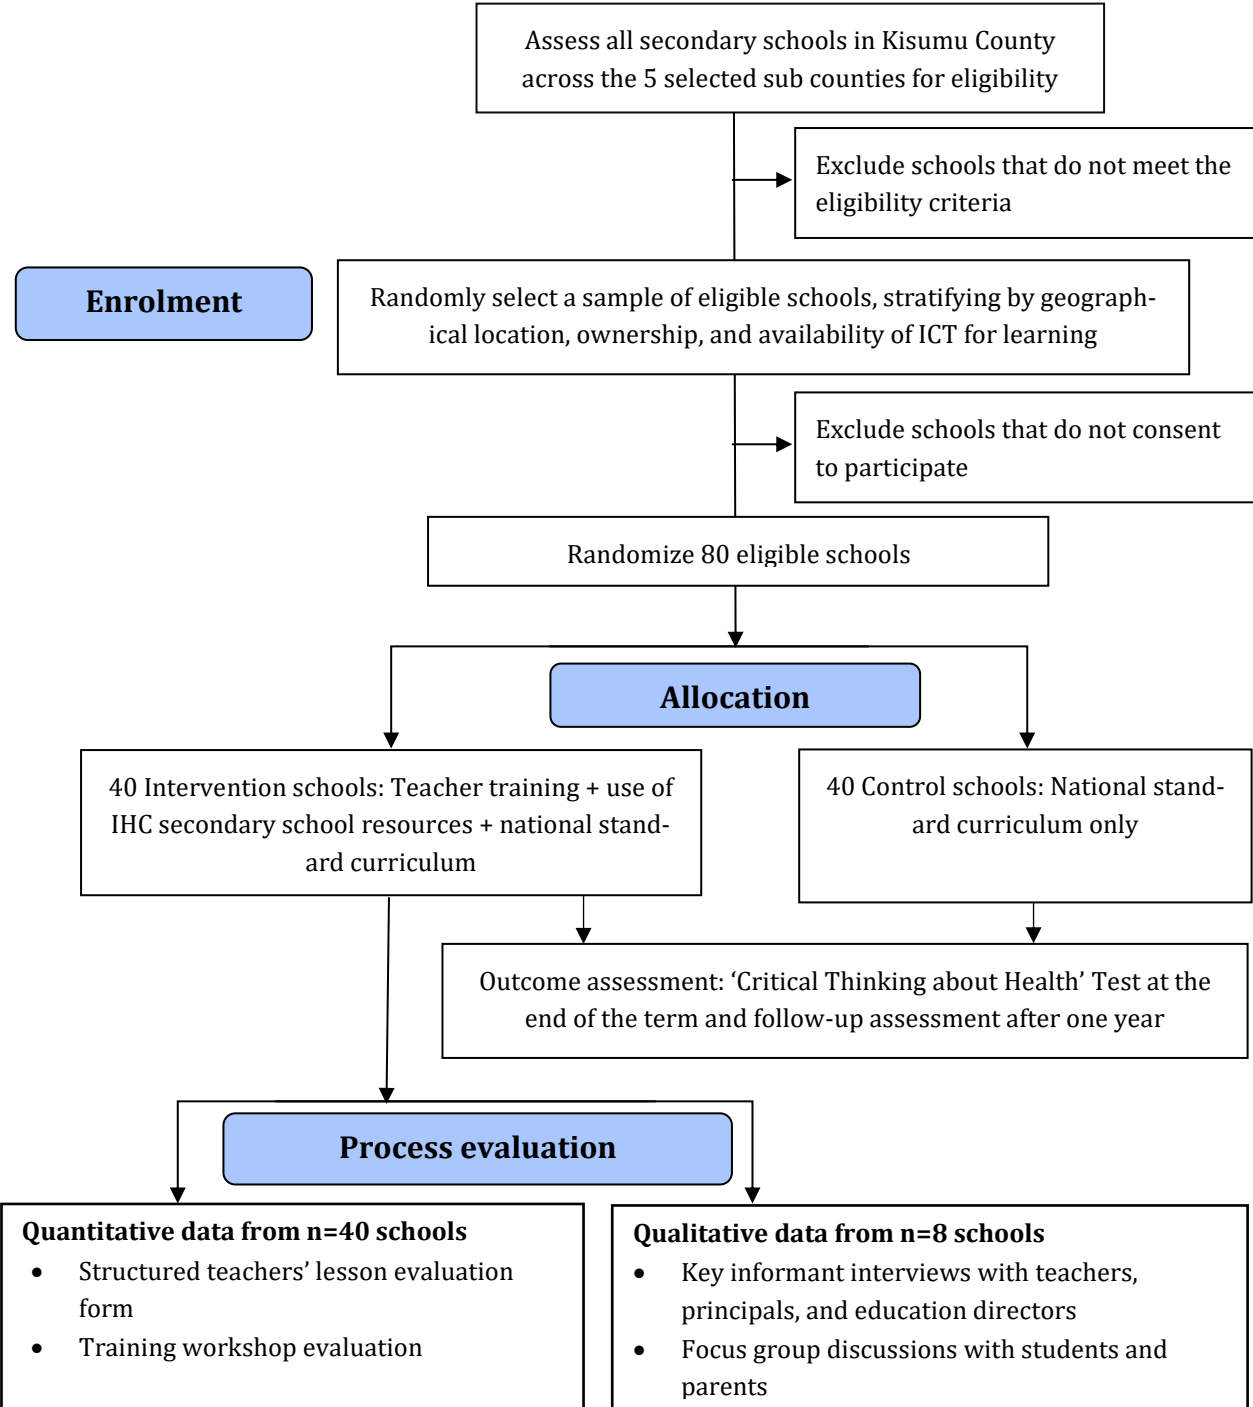 Assess all secondary schools in Kisumu County
across the 5 selected sub counties for eligibility
Exclude schools that do not meet the
eligibility criteria
Enrolment
Randomly select a sample of eligible schools, stratifying by geograph-
ical location, ownership, and availability of ICT for learning
Exclude schools that do not consent
to participate
Randomize 80 eligible schools
Allocation
40 Intervention schools: Teacher training + use of
IHC secondary school resources + national stand-
ard curriculum
40 Control schools: National stand-
ard curriculum only
Outcome assessment: ‘Critical Thinking about Health’ Test at the
end of the term and follow-up assessment after one year
Process evaluation
Quantitative data from n=40 schools
• Structured teachers’ lesson evaluation
form
• Training workshop evaluation
Qualitative data from n=8 schools
• Key informant interviews with teachers,
principals, and education directors
• Focus group discussions with students and
parents